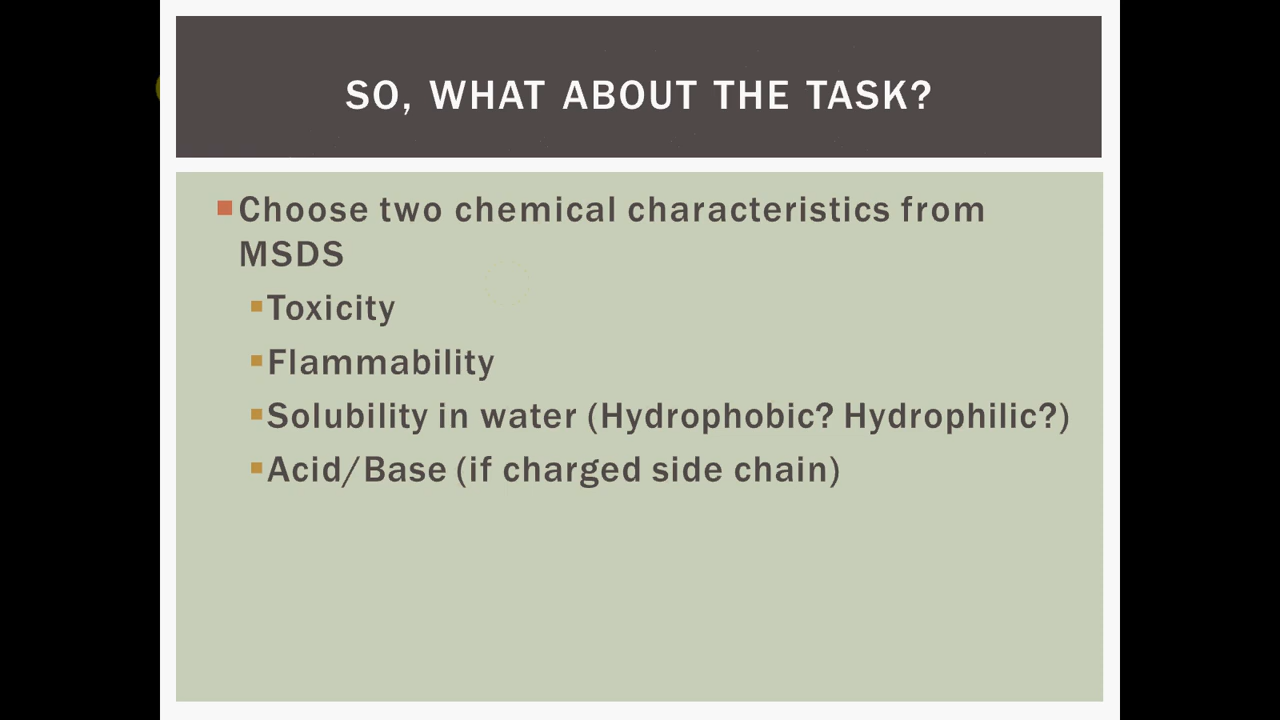 SO, WHAT ABOUT THE TASK?
Choose two chemical characteristics from
MSDS
Toxicity
Flammability
Solubility in water (Hydrophobic? Hydrophilic?)
Acid/Base (if charged side chain)